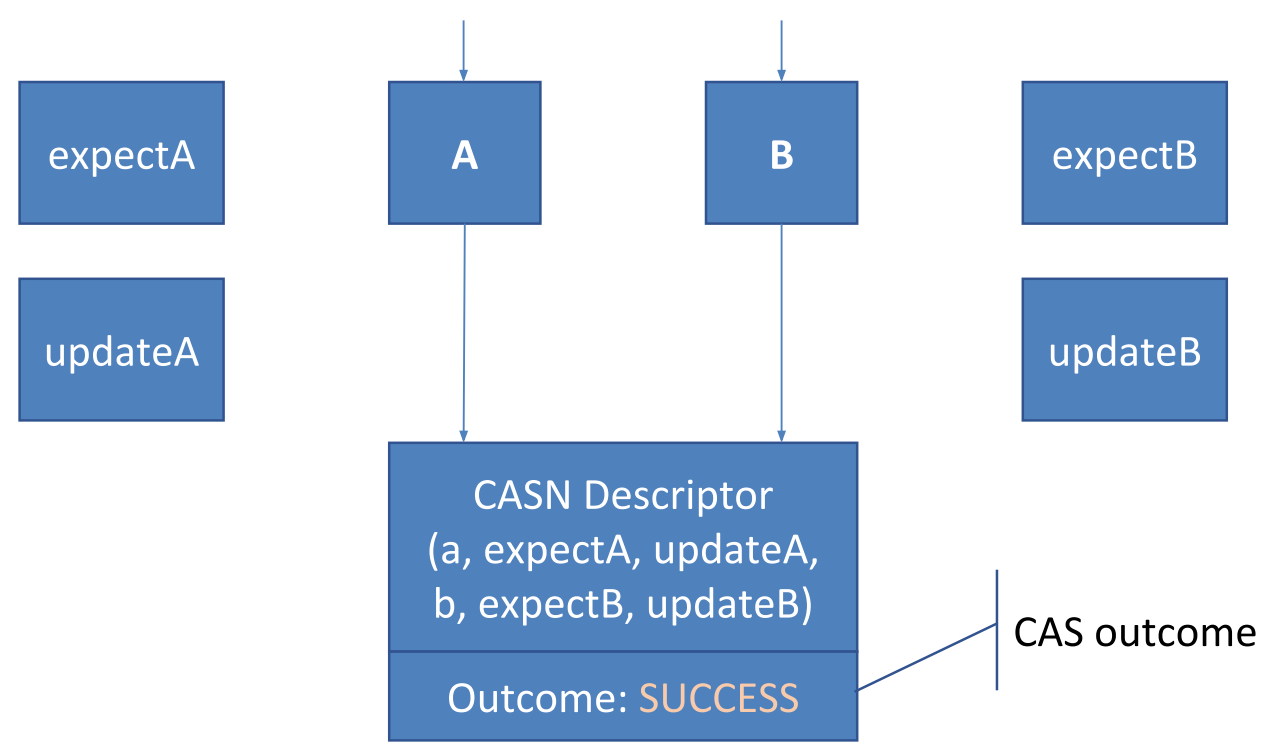 expectA
A
B
expectB
updateA
updateB
CASN Descriptor
(a, expectA, updateA,
b, expectB, updateB)
CAS outcome
Outcome: SUCCESS